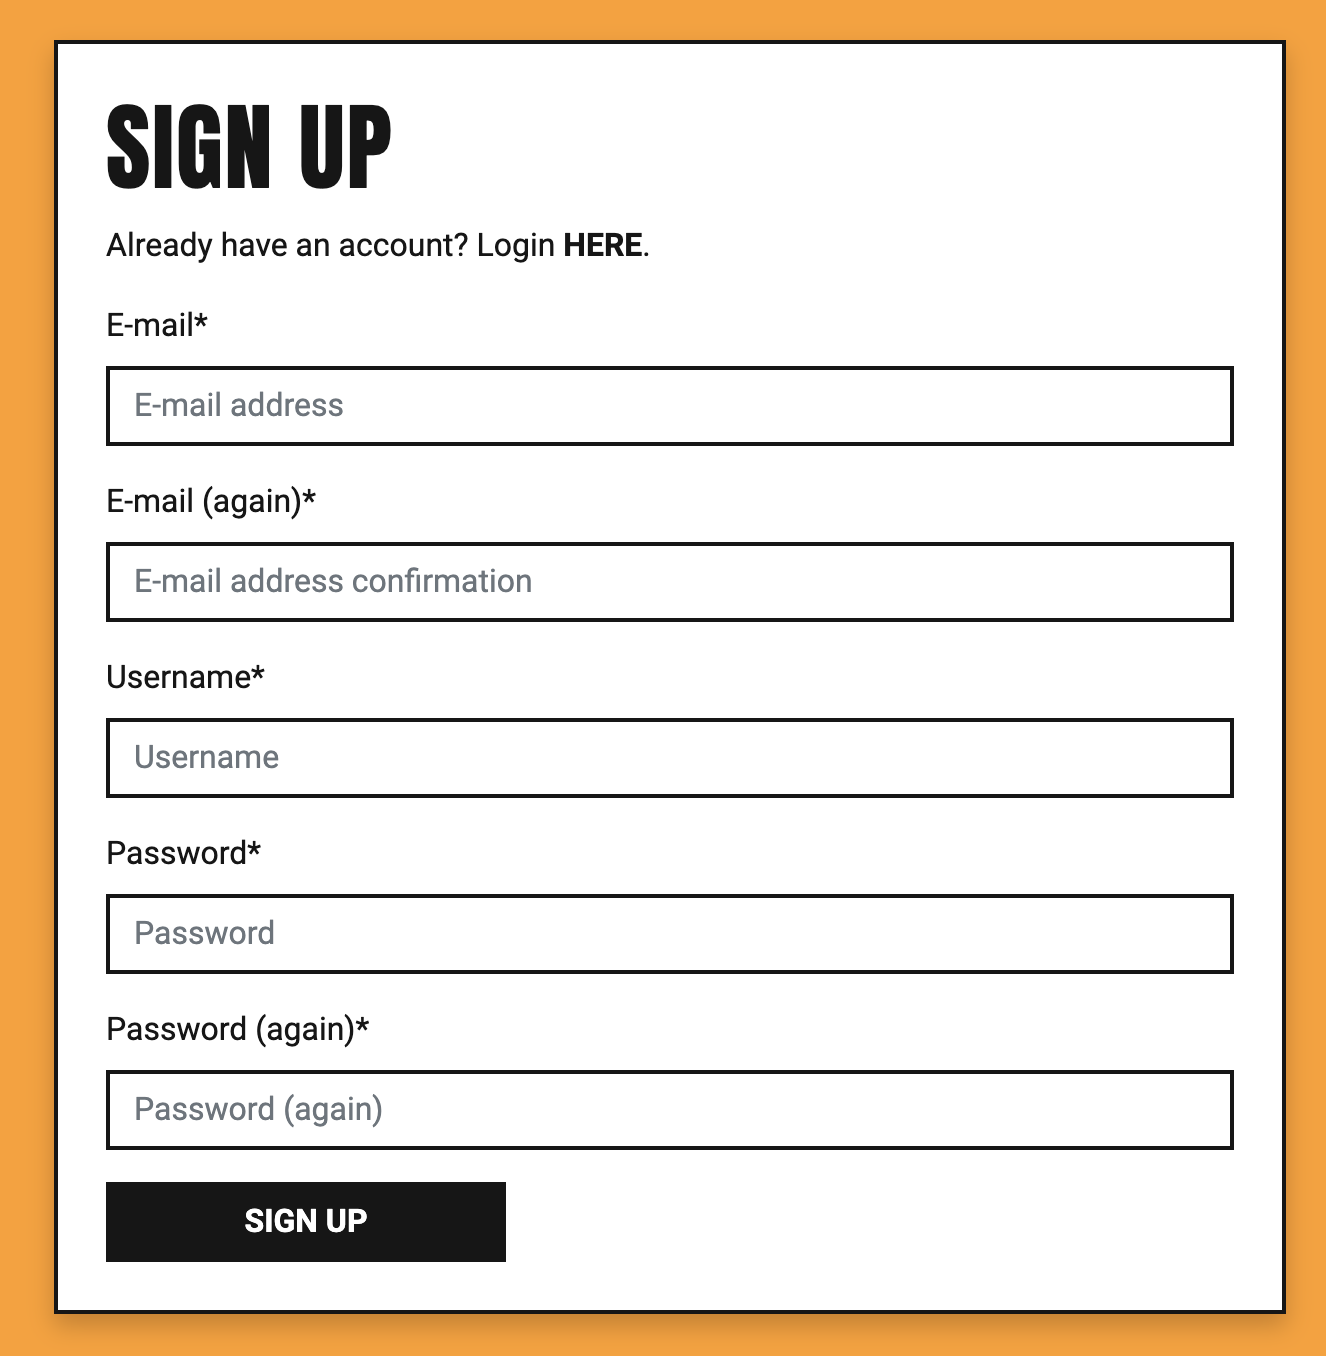 SIGN UP
Already have an account? Login HERE.
E-mail*
E-mail address
E-mail (again)*
E-mail address confirmation
Username*
Username
Password*
Password
Password (again)*
Password (again)
SIGN UP